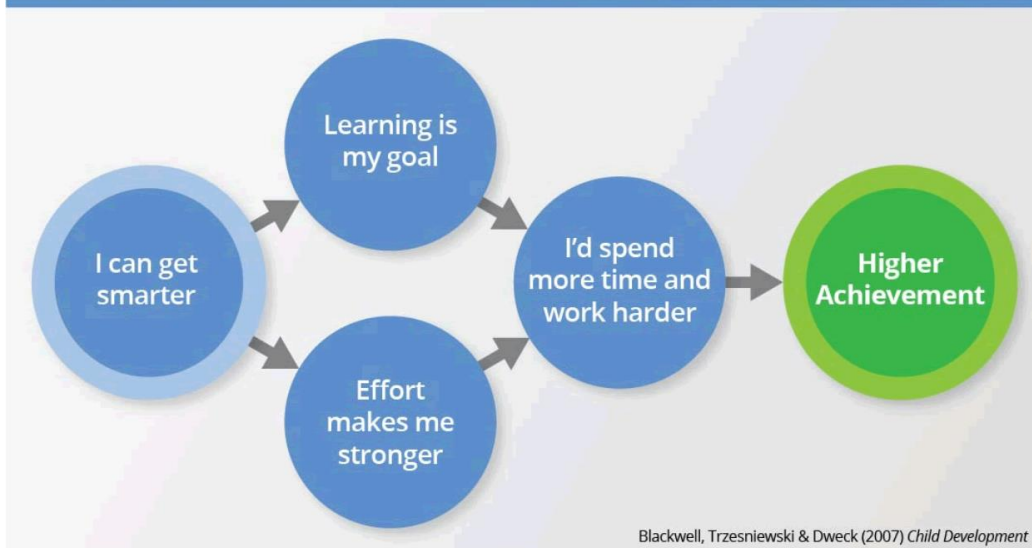 I can get
smarter
Learning is
my goal
Effort
makes me
stronger
I'd spend
more time and
work harder
Higher
Achievement
Blackwell, Trzesniewski & Dweck (2007) Child Development